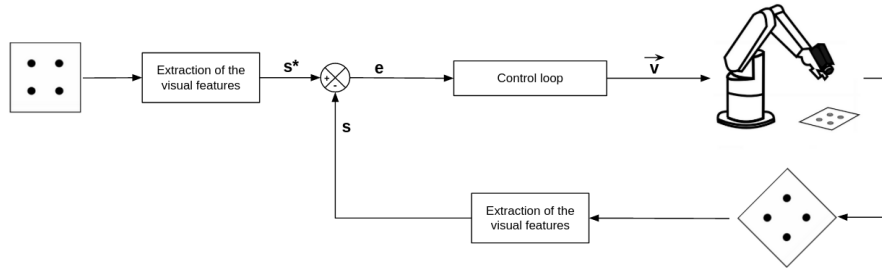 Extraction of the
visual features
s*
+
-
e
Control loop
v
s
Extraction of the
visual features